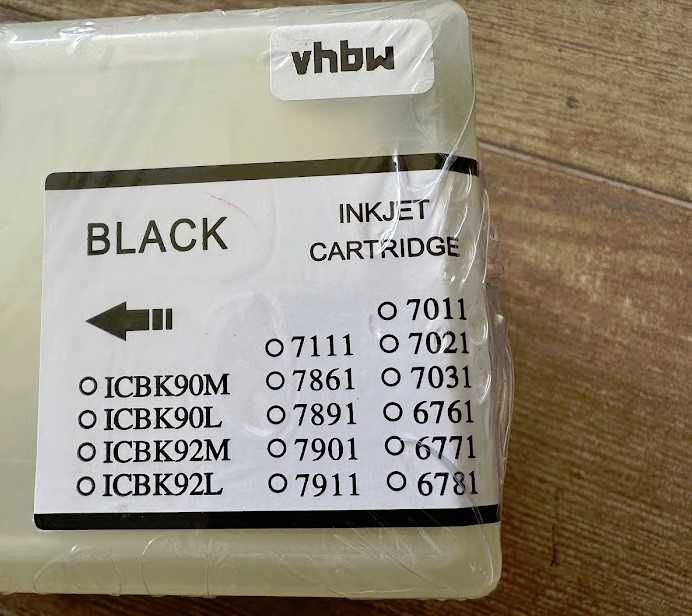 vhbw
BLACK
INKJET
CARTRIDGE
○ ICBK90M
○ ICBK90L
○ ICBK92M
○ ICBK92L
○ 7111
○ 7861
○ 7891
○ 7901
○ 7911
○ 7011
○ 7021
○ 7031
○ 6761
○ 6771
○ 6781